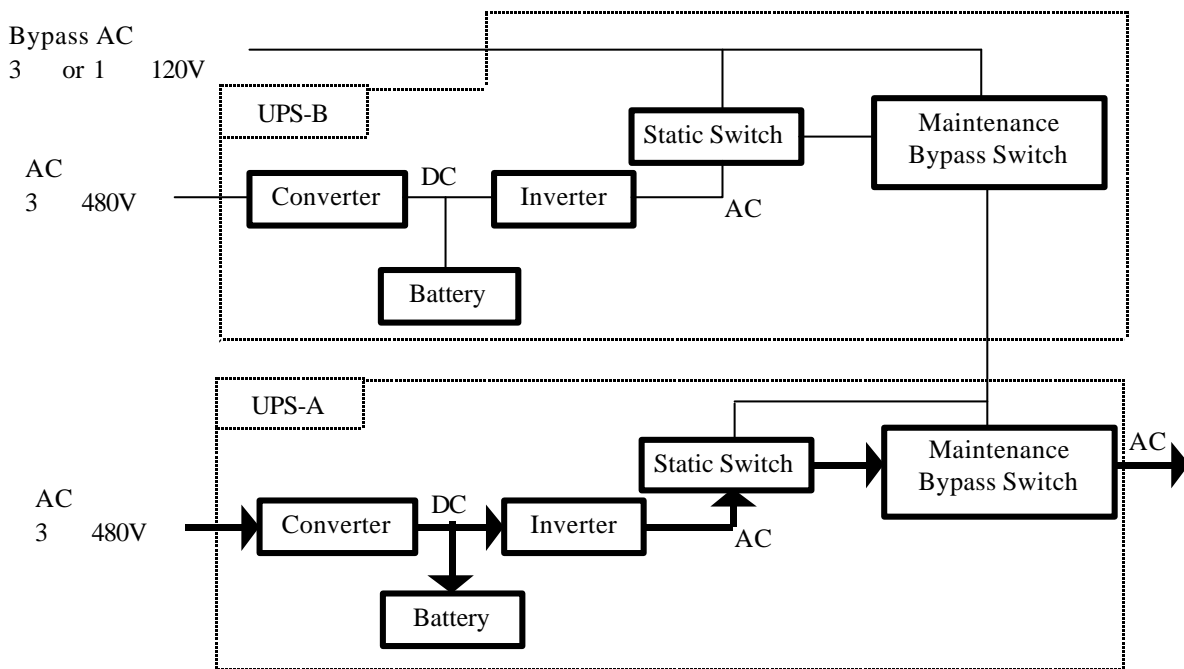 Bypass AC
3 or 1 120V
UPS-B
Static Switch
Maintenance
Bypass Switch
AC
3 480V
Converter
DC
Inverter
AC
Battery
UPS-A
Static Switch
Maintenance
Bypass Switch
AC
AC
3 480V
Converter
DC
Inverter
AC
Battery